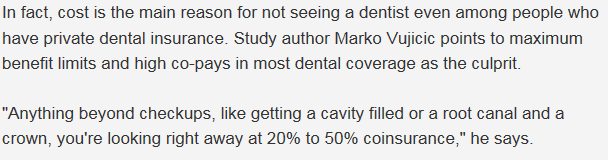 In fact, cost is the main reason for not seeing a dentist even among people who
have private dental insurance. Study author Marko Vujicic points to maximum
benefit limits and high co-pays in most dental coverage as the culprit.
"Anything beyond checkups, like getting a cavity filled or a root canal and a
crown, you're looking right away at 20% to 50% coinsurance," he says.